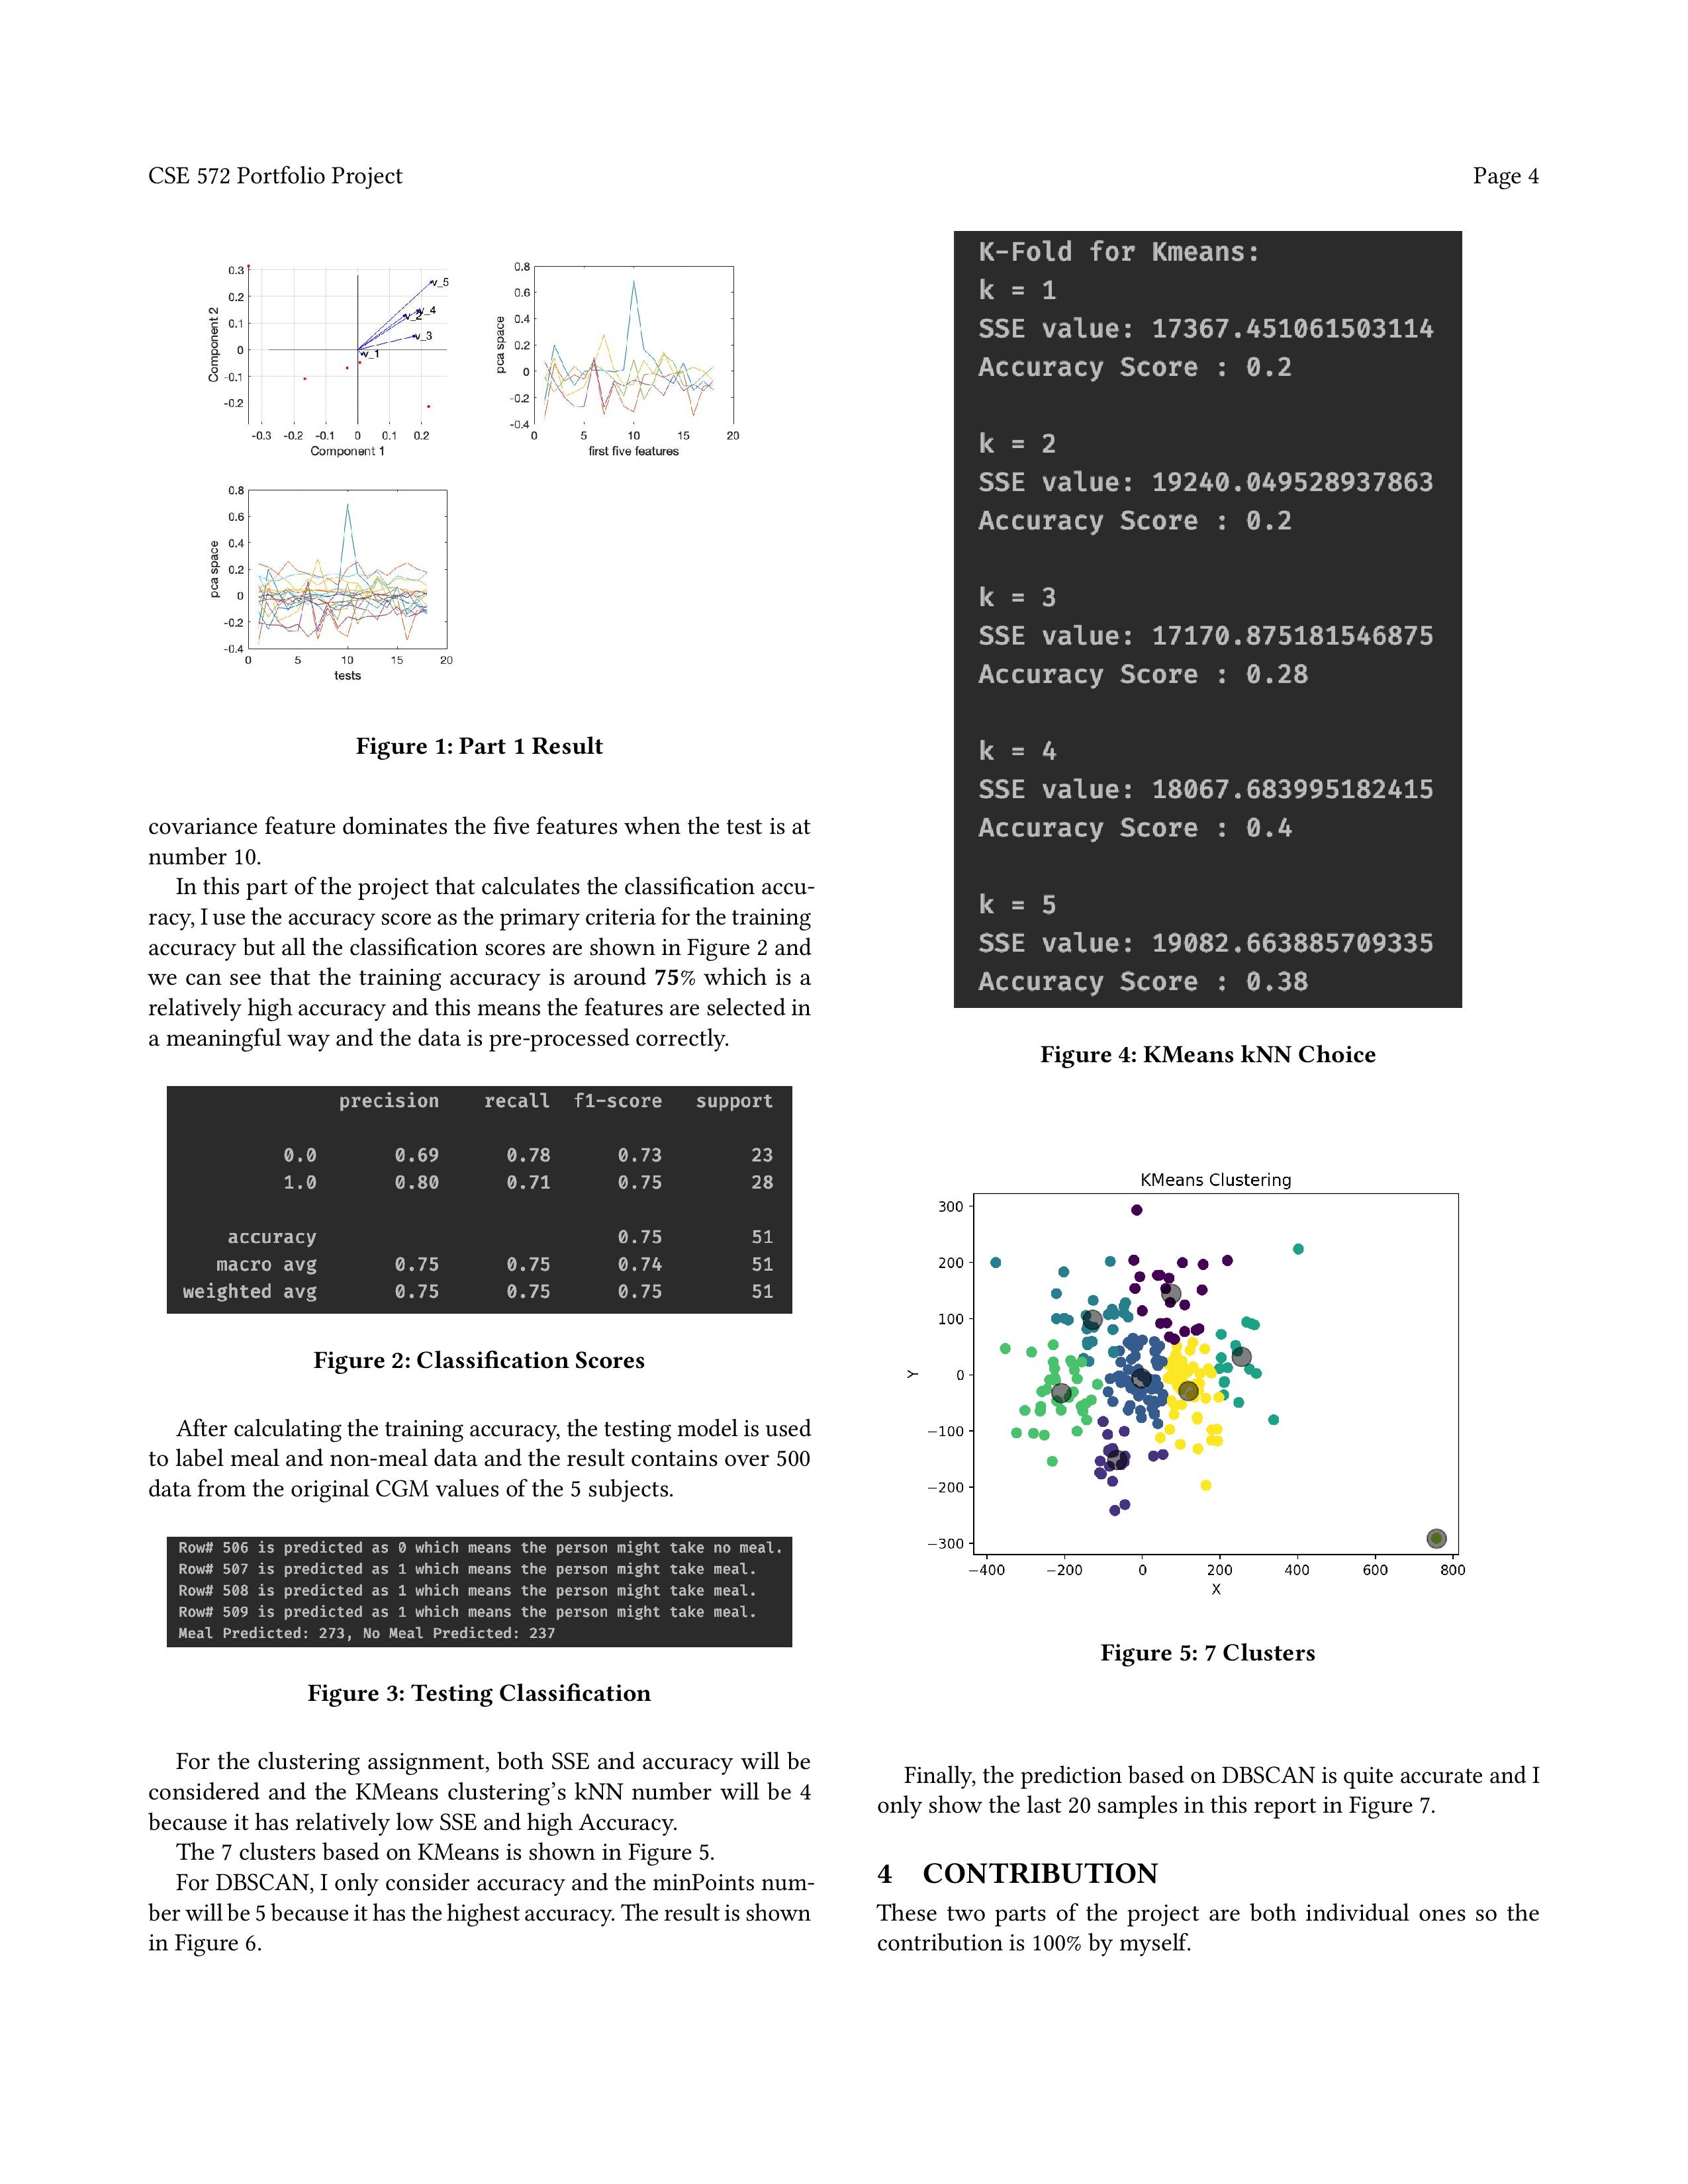 CSE 572 Portfolio Project
Page 4
0.3
0.2
0.1
0
-0.1
-0.2
Component 2
v_5
v_4
v_2
v_3
v_1
-0.3 -0.2 -0.1 0 0.1 0.2
Component 1
0.8
0.6
0.4
0.2
0
-0.2
-0.4
pca space
0 5 10 15 20
first five features
0.8
0.6
0.4
0.2
0
-0.2
-0.4
pca space
0 5 10 15 20
tests
Figure 1: Part 1 Result
covariance feature dominates the five features when the test is at
number 10.
In this part of the project that calculates the classification accu-
racy, I use the accuracy score as the primary criteria for the training
accuracy but all the classification scores are shown in Figure 2 and
we can see that the training accuracy is around 75% which is a
relatively high accuracy and this means the features are selected in
a meaningful way and the data is pre-processed correctly.
precision recall f1-score support
0.0 0.69 0.78 0.73 23
1.0 0.80 0.71 0.75 28
accuracy 0.75 51
macro avg 0.75 0.75 0.74 51
weighted avg 0.75 0.75 0.75 51
Figure 2: Classification Scores
After calculating the training accuracy, the testing model is used
to label meal and non-meal data and the result contains over 500
data from the original CGM values of the 5 subjects.
Row# 506 is predicted as 0 which means the person might take no meal.
Row# 507 is predicted as 1 which means the person might take meal.
Row# 508 is predicted as 1 which means the person might take meal.
Row# 509 is predicted as 1 which means the person might take meal.
Meal Predicted: 273, No Meal Predicted: 237
Figure 3: Testing Classification
For the clustering assignment, both SSE and accuracy will be
considered and the KMeans clustering's kNN number will be 4
because it has relatively low SSE and high Accuracy.
The 7 clusters based on KMeans is shown in Figure 5.
For DBSCAN, I only consider accuracy and the minPoints num-
ber will be 5 because it has the highest accuracy. The result is shown
in Figure 6.
K-Fold for Kmeans:
k = 1
SSE value: 17367.451061503114
Accuracy Score : 0.2
k = 2
SSE value: 19240.049528937863
Accuracy Score : 0.2
k = 3
SSE value: 17170.875181546875
Accuracy Score : 0.28
k = 4
SSE value: 18067.683995182415
Accuracy Score : 0.4
k = 5
SSE value: 19082.663885709335
Accuracy Score : 0.38
Figure 4: KMeans kNN Choice
KMeans Clustering
300
200
100
0
−100
−200
−300
Y
−400 −200 0 200 400 600 800
X
Figure 5: 7 Clusters
Finally, the prediction based on DBSCAN is quite accurate and I
only show the last 20 samples in this report in Figure 7.
4 CONTRIBUTION
These two parts of the project are both individual ones so the
contribution is 100% by myself.